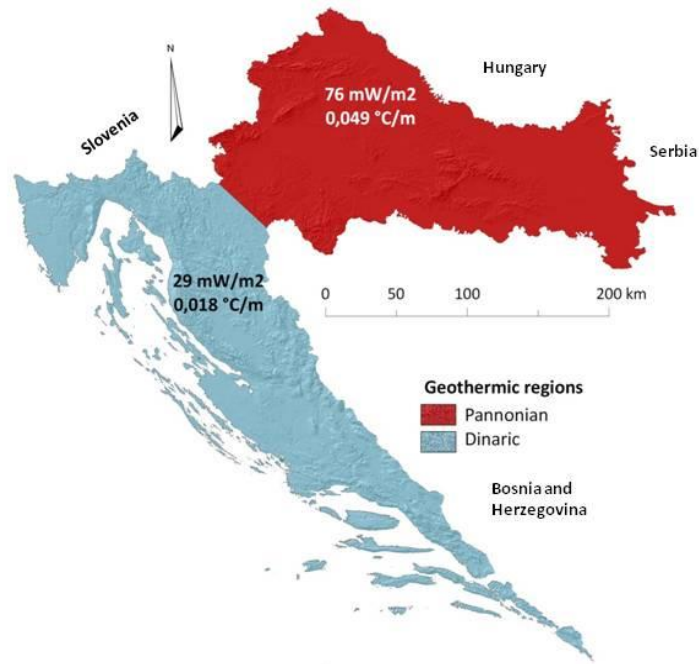 N
Hungary
76 mW/m2
0,049 °C/m
Slovenia
Serbia
29 mW/m2
0,018 °C/m
0 50 100 200 km
Geothermic regions
Pannonian
Dinaric
Bosnia and
Herzegovina